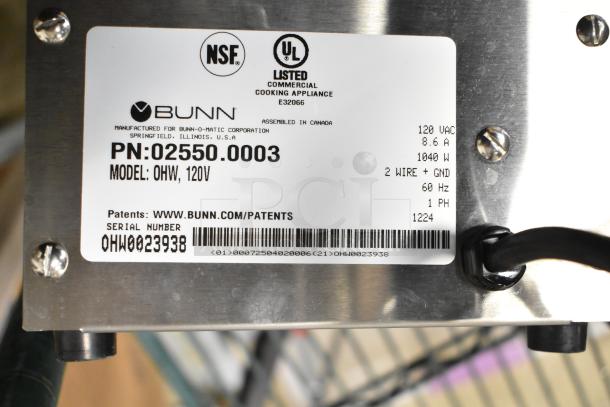 NSF.
UL
LISTED
COMMERCIAL
COOKING APPLIANCE
E32066
BUNN
ASSEMBLED IN CANADA
MANUFACTURED FOR BUNN-O-MATIC CORPORATION
SPRINGFIELD, ILLINOIS, U.S.A
PN:02550.0003
MODEL: OHW, 120V
120 VAC
8.6 A
1040 W
2 WIRE + GND
60 Hz
1 PH
1224
Patents: WWW.BUNN.COM/PATENTS
SERIAL NUMBER
OHW0023938
(01)00072504020006(21)OHW0023938
PCI